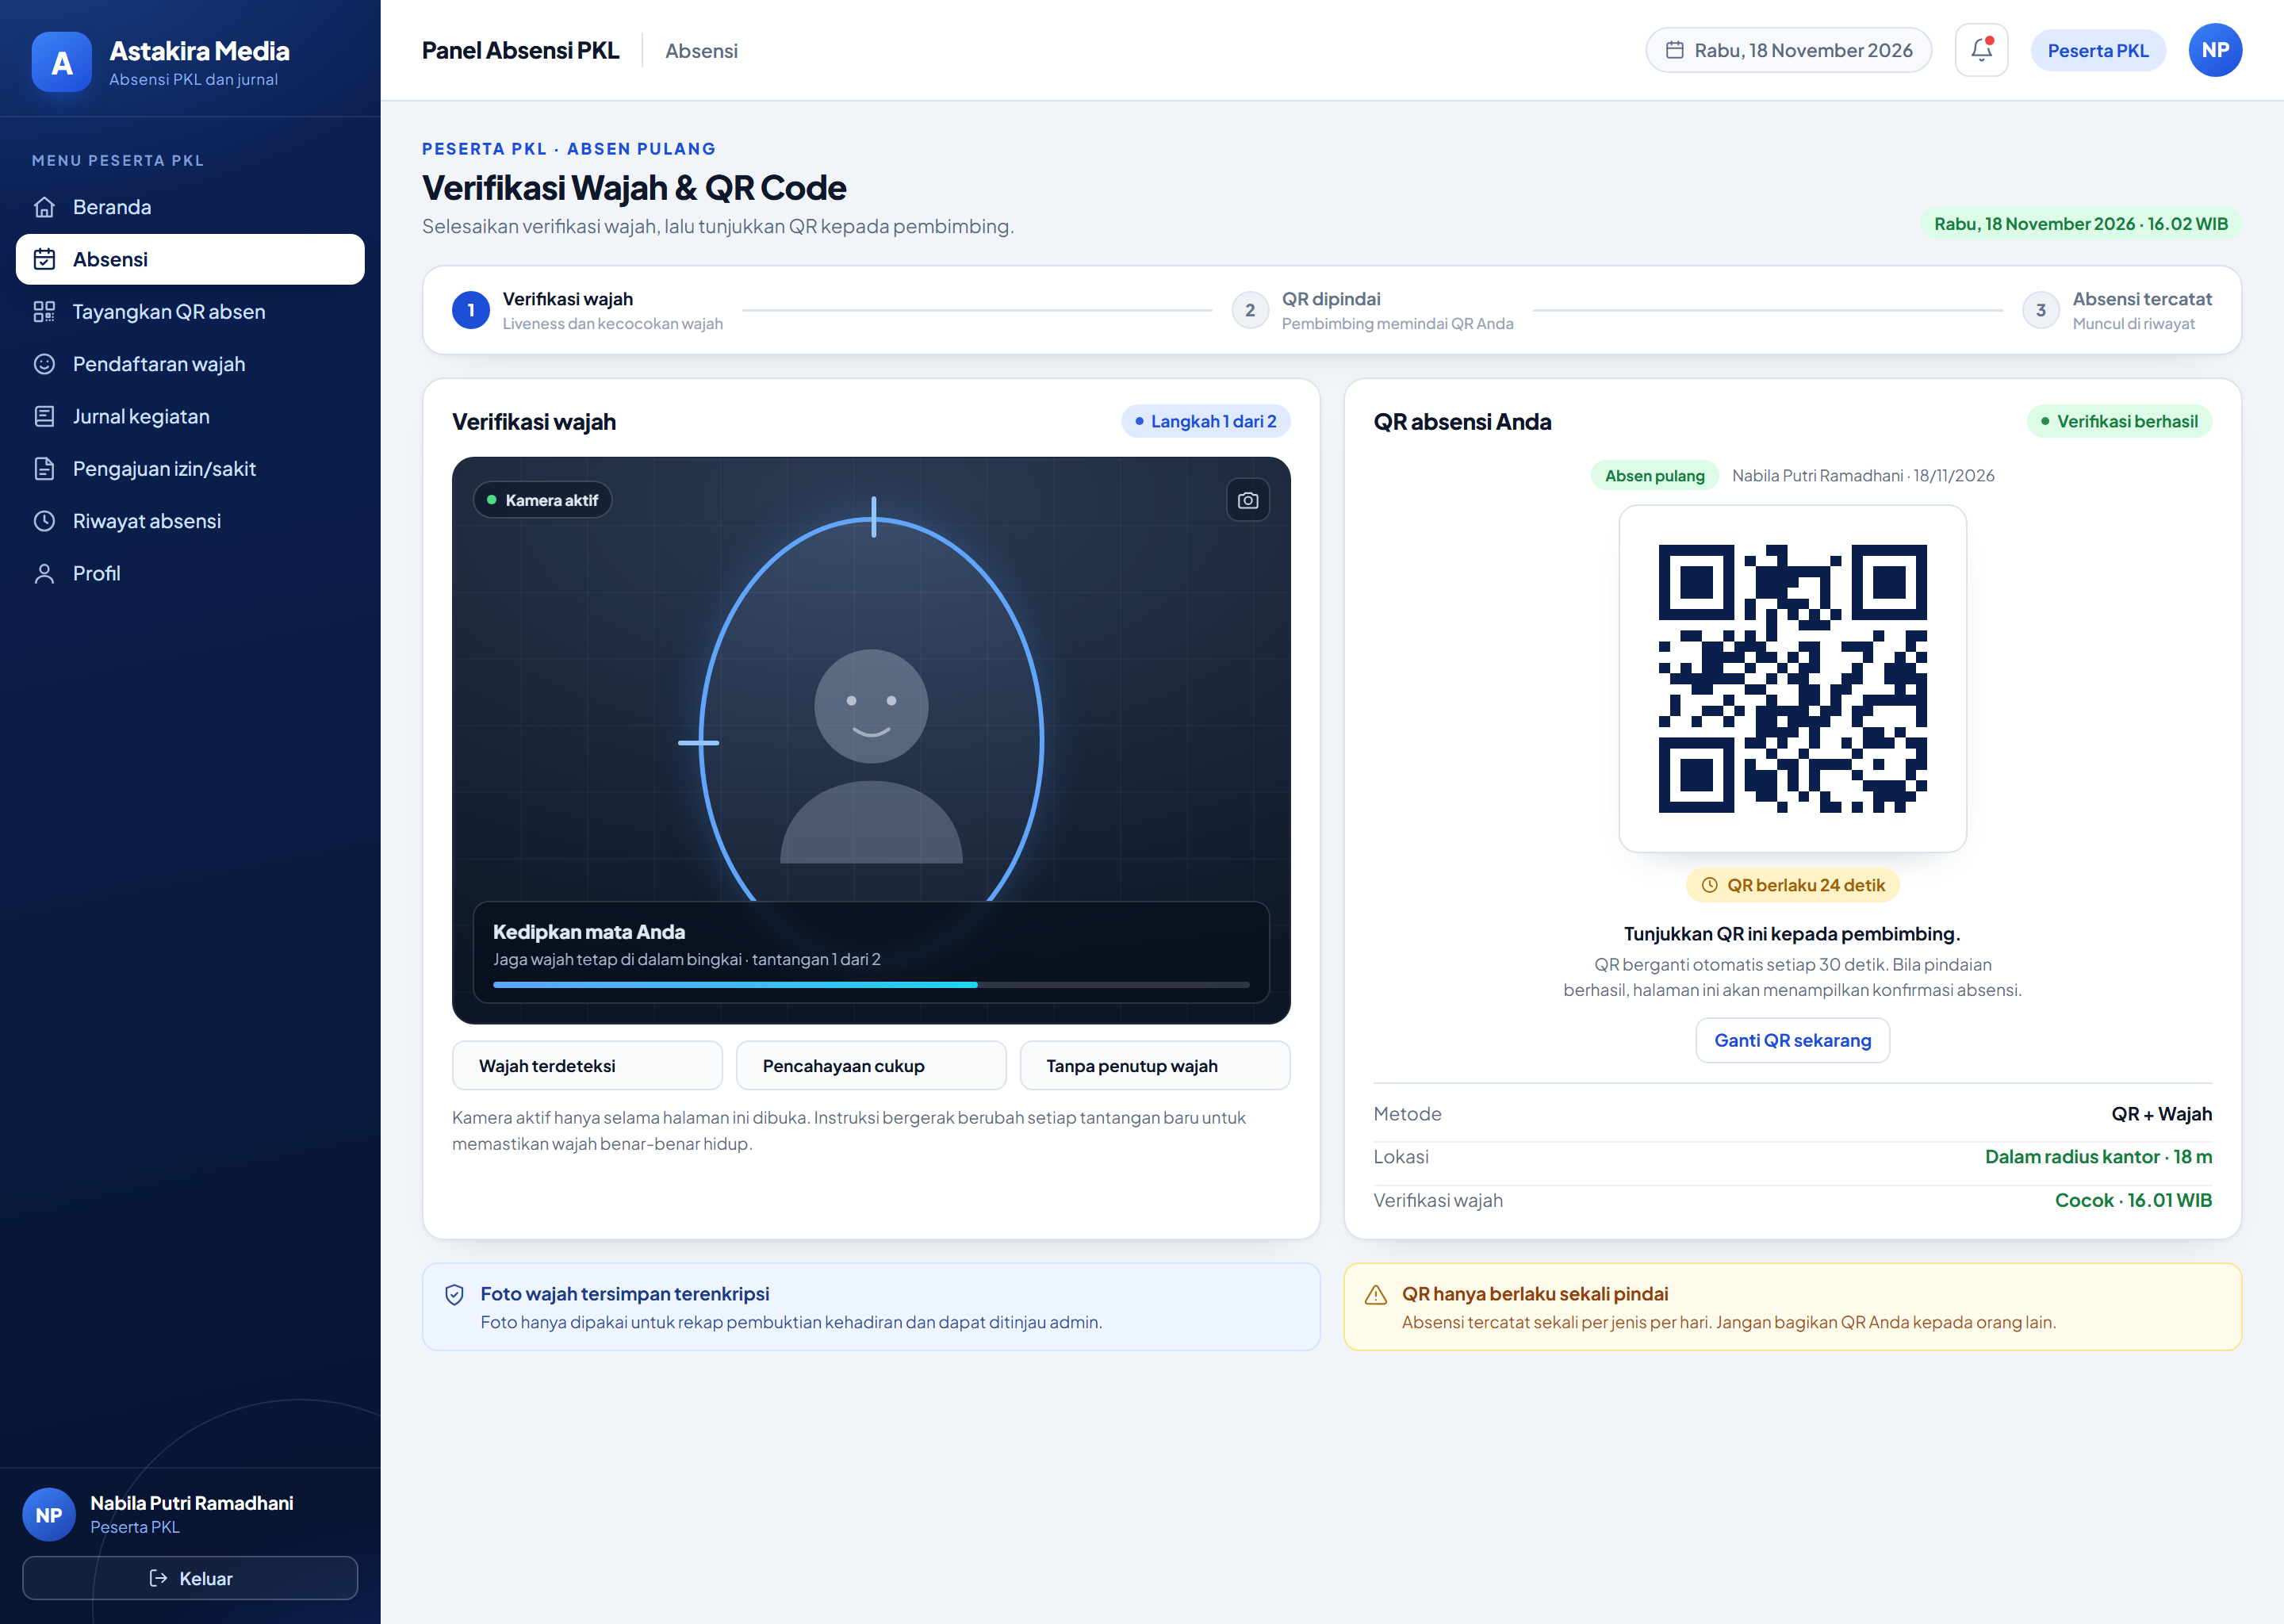 A
Astakira Media
Absensi PKL dan jurnal
MENU PESERTA PKL
Beranda
Absensi
Tayangkan QR absen
Pendaftaran wajah
Jurnal kegiatan
Pengajuan izin/sakit
Riwayat absensi
Profil
NP
Nabila Putri Ramadhani
Peserta PKL
Keluar
Panel Absensi PKL
Absensi
Rabu, 18 November 2026
Peserta PKL
NP
PESERTA PKL · ABSEN PULANG
Verifikasi Wajah & QR Code
Selesaikan verifikasi wajah, lalu tunjukkan QR kepada pembimbing.
Rabu, 18 November 2026 · 16.02 WIB
1
Verifikasi wajah
Liveness dan kecocokan wajah
2
QR dipindai
Pembimbing memindai QR Anda
3
Absensi tercatat
Muncul di riwayat
Verifikasi wajah
Langkah 1 dari 2
Kamera aktif
Kedipkan mata Anda
Jaga wajah tetap di dalam bingkai · tantangan 1 dari 2
Wajah terdeteksi
Pencahayaan cukup
Tanpa penutup wajah
Kamera aktif hanya selama halaman ini dibuka. Instruksi bergerak berubah setiap tantangan baru untuk
memastikan wajah benar-benar hidup.
QR absensi Anda
Verifikasi berhasil
Absen pulang
Nabila Putri Ramadhani · 18/11/2026
QR berlaku 24 detik
Tunjukkan QR ini kepada pembimbing.
QR berganti otomatis setiap 30 detik. Bila pindaian
berhasil, halaman ini akan menampilkan konfirmasi absensi.
Ganti QR sekarang
Metode
QR + Wajah
Lokasi
Dalam radius kantor · 18 m
Verifikasi wajah
Cocok · 16.01 WIB
Foto wajah tersimpan terenkripsi
Foto hanya dipakai untuk rekap pembuktian kehadiran dan dapat ditinjau admin.
QR hanya berlaku sekali pindai
Absensi tercatat sekali per jenis per hari. Jangan bagikan QR Anda kepada orang lain.